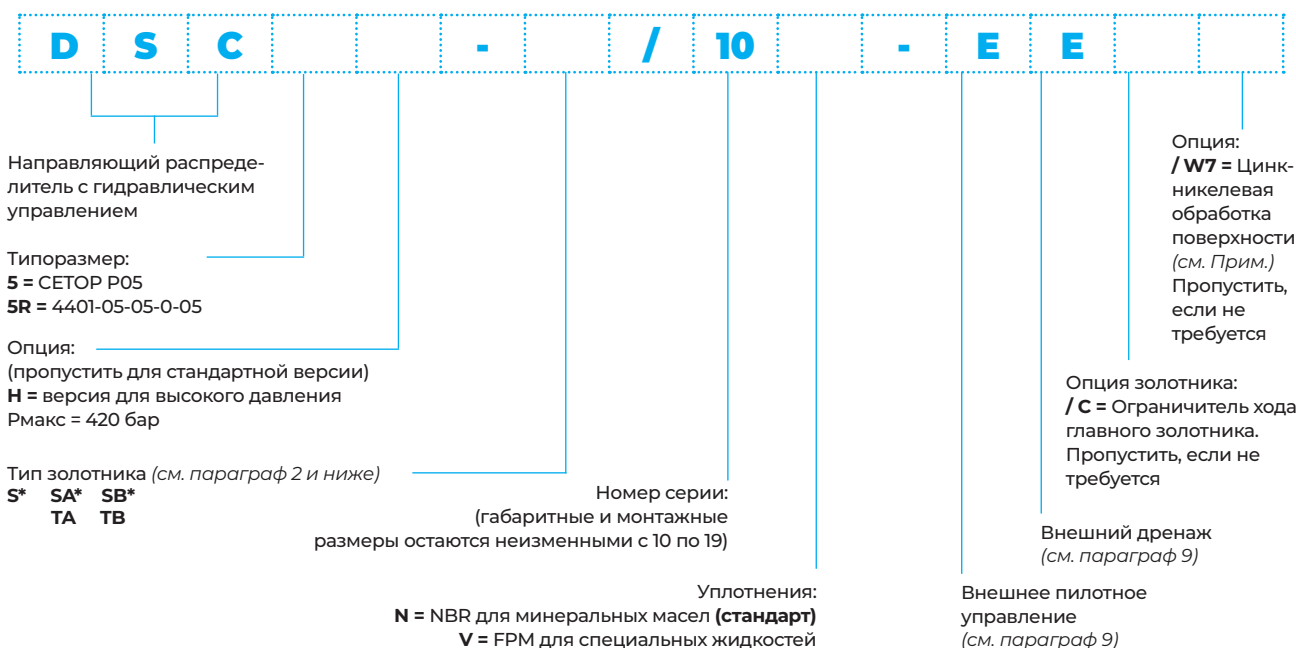 D S C - / 10 - E E
Направляющий распреде-
литель с гидравлическим
управлением
Типоразмер:
5 = CETOP P05
5R = 4401-05-05-0-05
Опция:
(пропустить для стандартной версии)
H = версия для высокого давления
Pмакс = 420 бар
Тип золотника (см. параграф 2 и ниже)
S* SA* SB*
TA TB
Номер серии:
(габаритные и монтажные
размеры остаются неизменными с 10 по 19)
Уплотнения:
N = NBR для минеральных масел (стандарт)
V = FPM для специальных жидкостей
Внешнее пилотное
управление
(см. параграф 9)
Внешний дренаж
(см. параграф 9)
Опция золотника:
/ C = Ограничитель хода
главного золотника.
Пропустить, если не
требуется
Опция:
/ W7 = Цинк-
никелевая
обработка
поверхности
(см. Прим.)
Пропустить,
если не
требуется